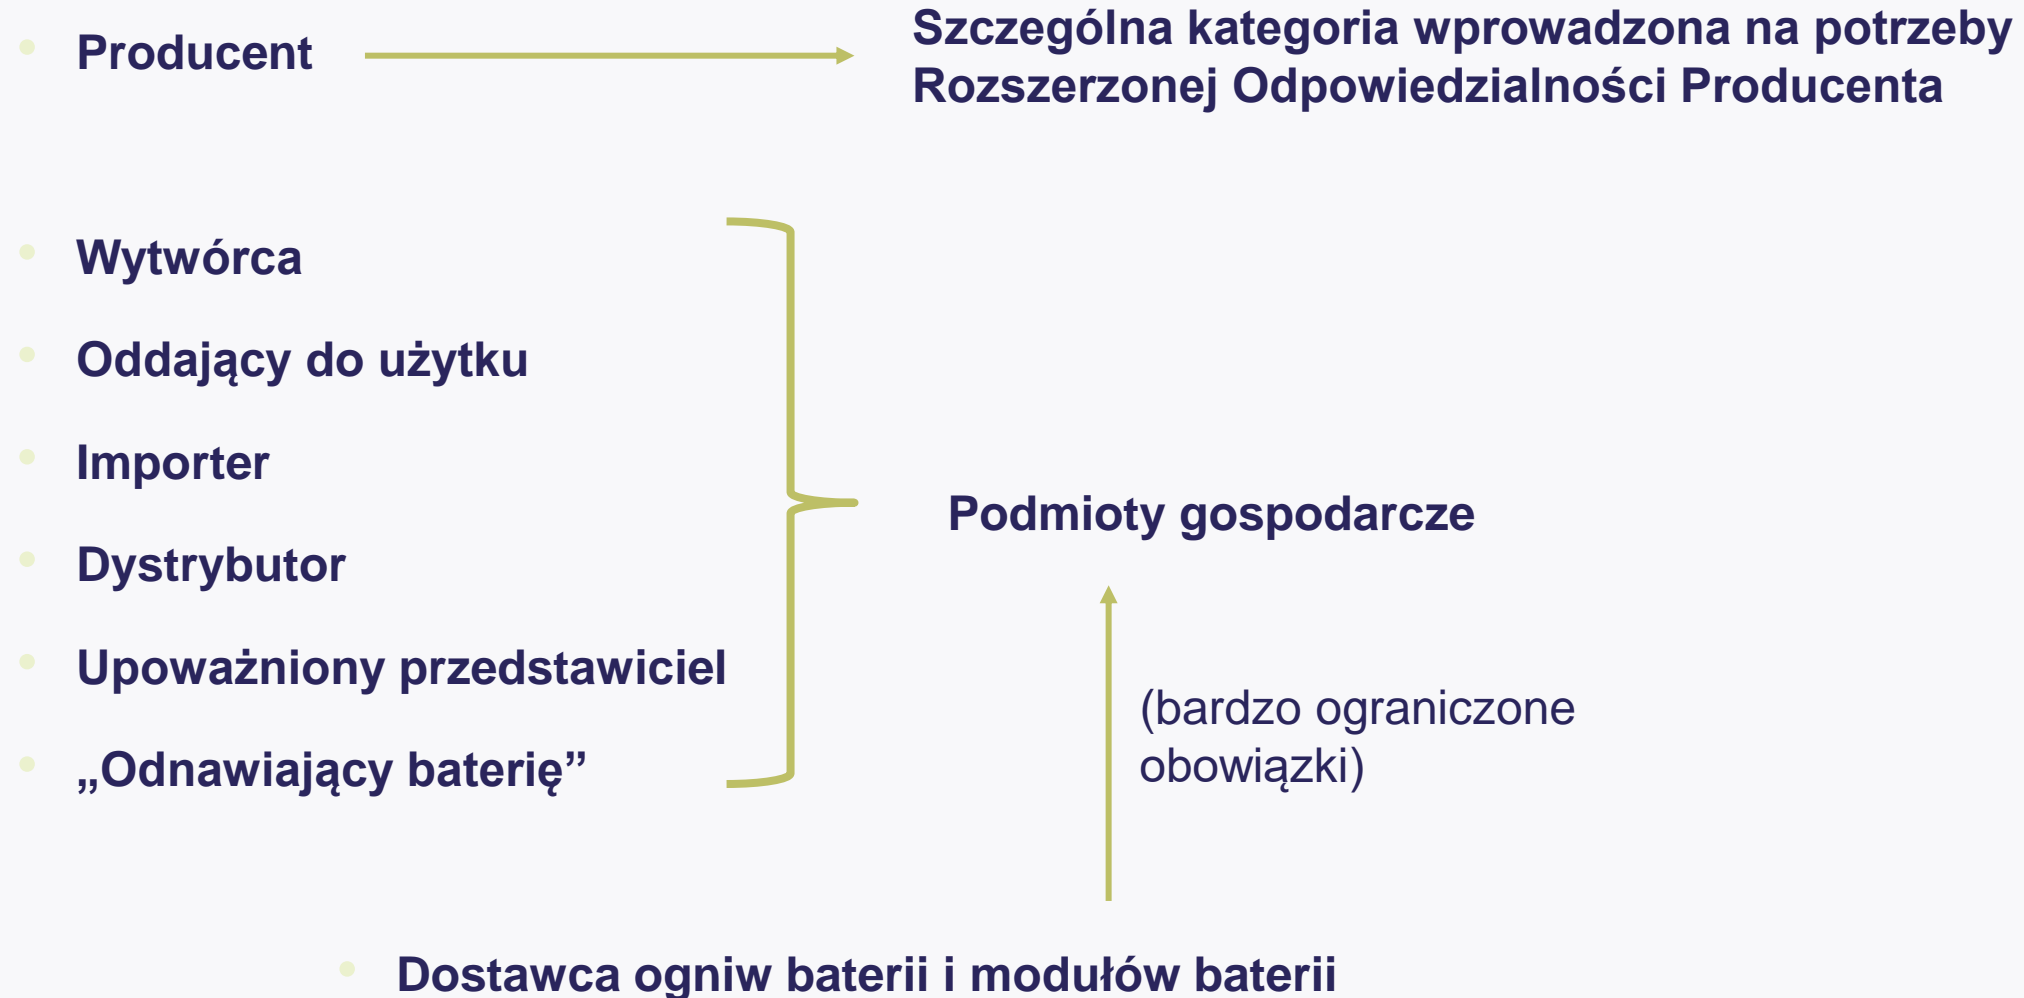 Producent
Szczególna kategoria wprowadzona na potrzeby
Rozszerzonej Odpowiedzialności Producenta
Wytwórca
Oddający do użytku
Importer
Dystrybutor
Upoważniony przedstawiciel
„Odnawiający baterię”
Podmioty gospodarcze
(bardzo ograniczone
obowiązki)
Dostawca ogniw baterii i modułów baterii